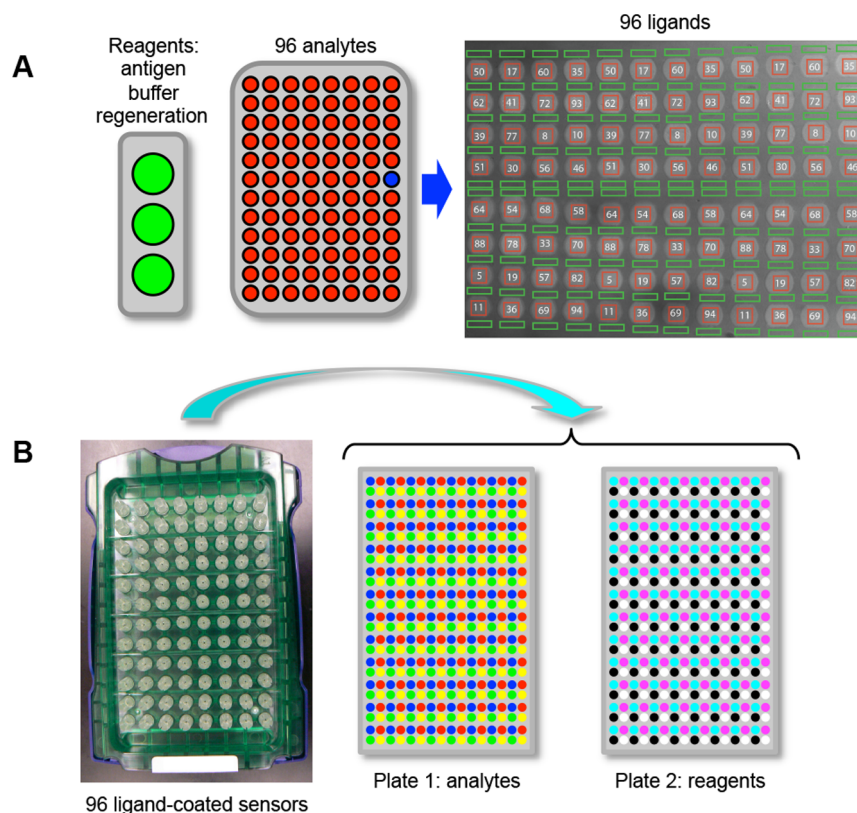 A
Reagents:
antigen
buffer
regeneration
96 analytes
96 ligands
50 17 60 35 50 17 60 35 50 17 60 35
62 41 72 93 62 41 72 93 62 41 72 93
39 77 8 10 39 77 8 10 39 77 8 10
51 30 56 46 51 30 56 46 51 30 56 46
64 54 68 58 64 54 68 58 64 54 68 58
88 78 33 70 88 78 33 70 88 78 33 70
5 19 57 82 5 19 57 82 5 19 57 82
11 36 69 94 11 36 69 94 11 36 69 94
B
96 ligand-coated sensors
Plate 1: analytes
Plate 2: reagents